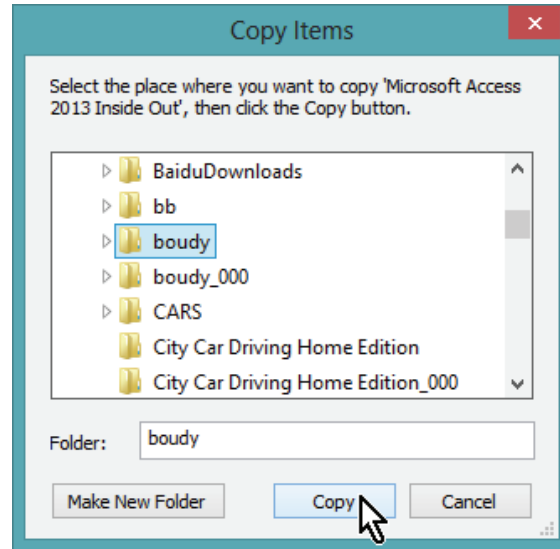 Copy Items
Select the place where you want to copy 'Microsoft Access
2013 Inside Out', then click the Copy button.
BaiduDownloads
bb
boudy
boudy_000
CARS
City Car Driving Home Edition
City Car Driving Home Edition_000
Folder: boudy
Make New Folder Copy Cancel